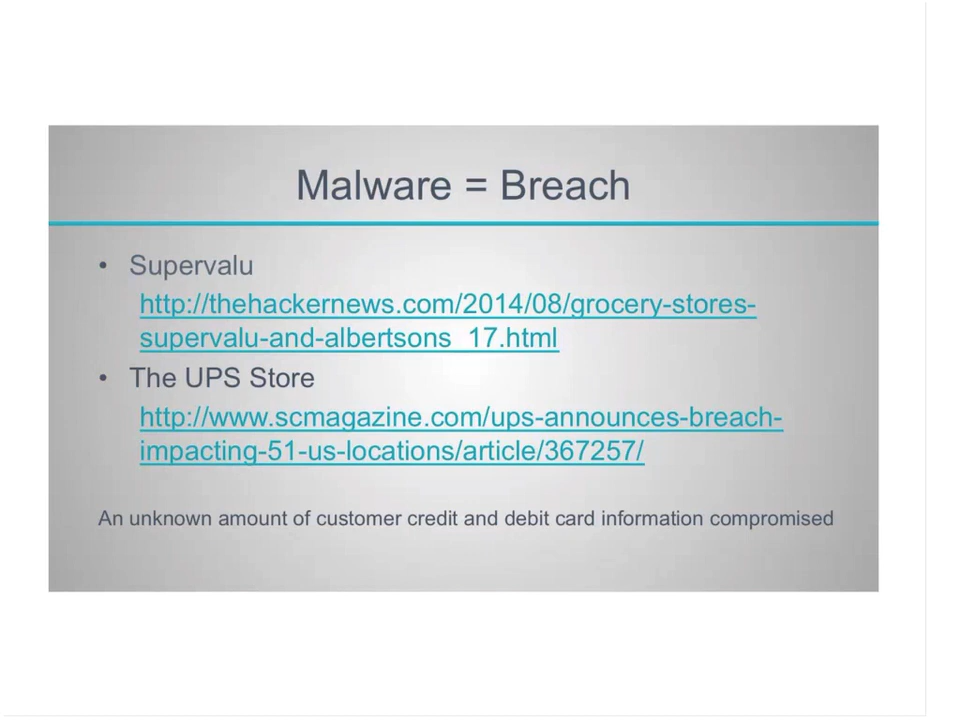 Malware = Breach
• Supervalu
http://thehackernews.com/2014/08/grocery-stores-
supervalu-and-albertsons_17.html
• The UPS Store
http://www.scmagazine.com/ups-announces-breach-
impacting-51-us-locations/article/367257/
An unknown amount of customer credit and debit card information compromised